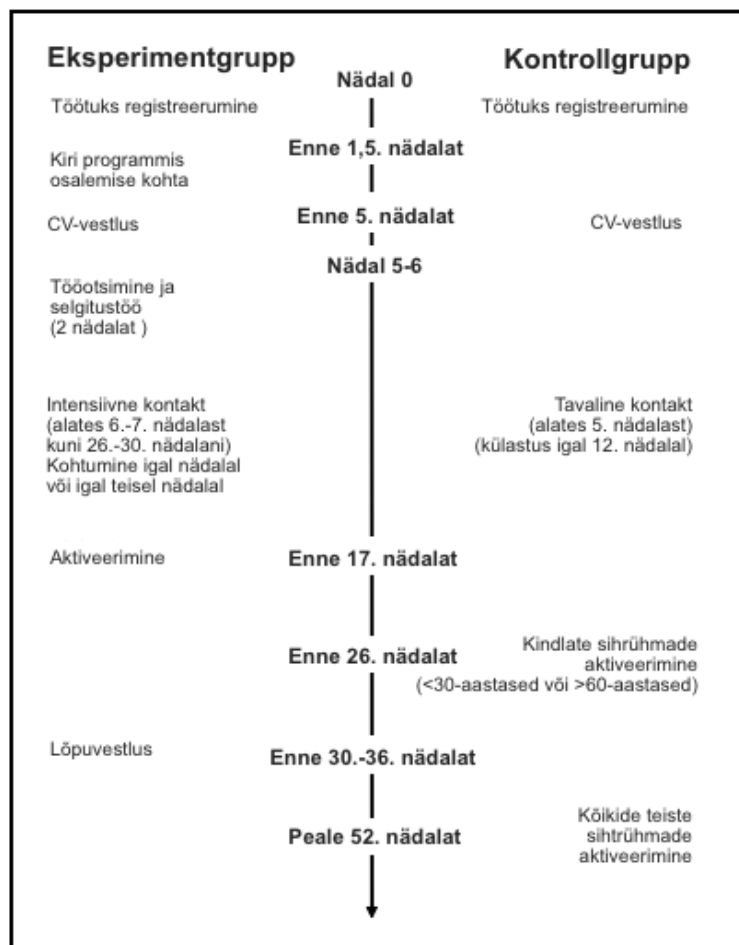 Eksperimentgrupp
Kontrollgrupp
Nädal 0
Töötuks registreerumine
Töötuks registreerumine
Enne 1,5. nädalat
Kiri programmis
osalemise kohta
Enne 5. nädalat
CV-vestlus
CV-vestlus
Nädal 5-6
Tööotsimine ja
selgitustöö
(2 nädalat )
Intensiivne kontakt
(alates 6.-7. nädalast
kuni 26.-30. nädalani)
Kohtumine igal nädalal
või igal teisel nädalal
Tavaline kontakt
(alates 5. nädalast)
(külastus igal 12. nädalal)
Aktiveerimine
Enne 17. nädalat
Enne 26. nädalat
Kindlate sihrühmade
aktiveerimine
(<30-aastased või >60-aastased)
Lõpuvestlus
Enne 30.-36. nädalat
Peale 52. nädalat
Kõikide teiste
sihtrühmade
aktiveerimine